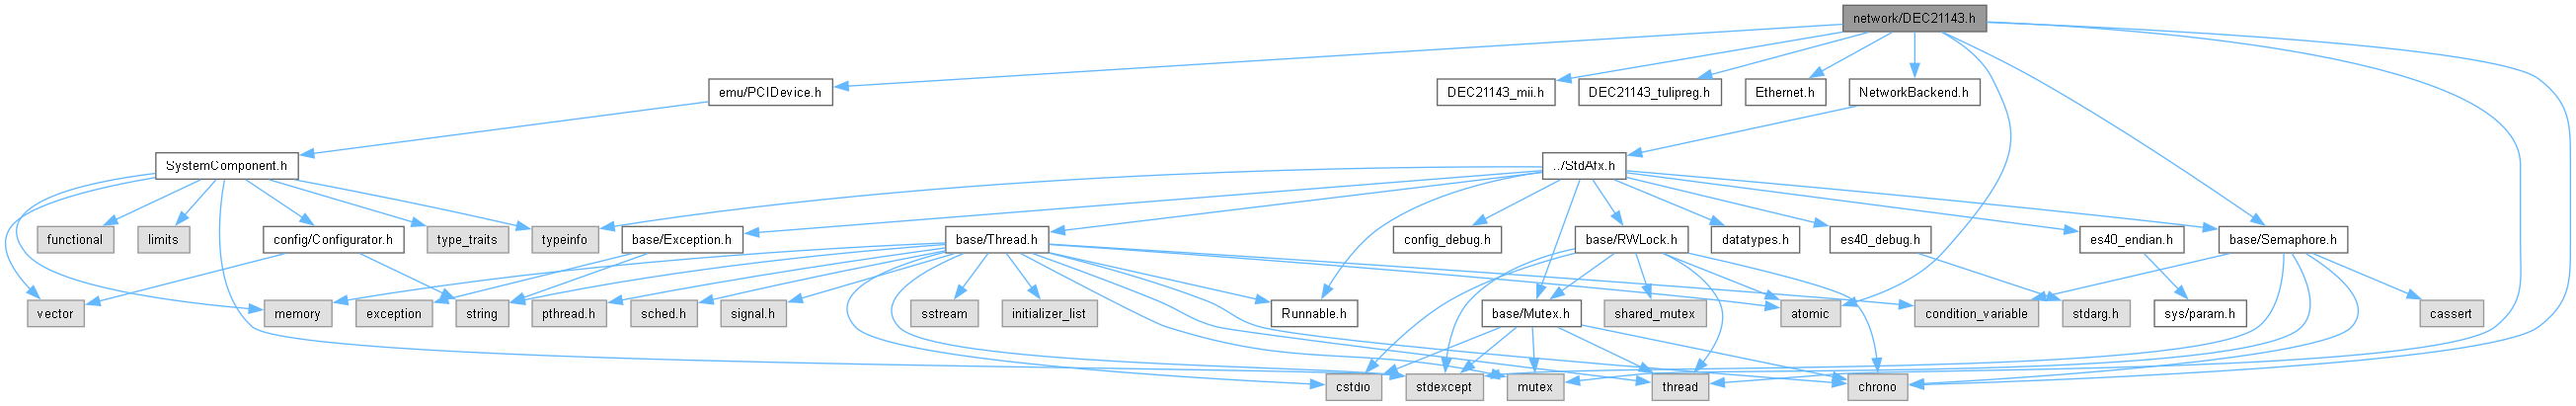 network/DEC21143.h
emu/PCIDevice.h
DEC21143_mii.h
DEC21143_tulipreg.h
Ethernet.h
NetworkBackend.h
SystemComponent.h
../StdAfx.h
functional
limits
config/Configurator.h
type_traits
typeinfo
base/Exception.h
base/Thread.h
config_debug.h
base/RWLock.h
datatypes.h
es40_debug.h
es40_endian.h
base/Semaphore.h
vector
memory
exception
string
pthread.h
sched.h
signal.h
sstream
initializer_list
Runnable.h
base/Mutex.h
shared_mutex
atomic
condition_variable
stdarg.h
sys/param.h
cassert
cstdio
stdexcept
mutex
thread
chrono